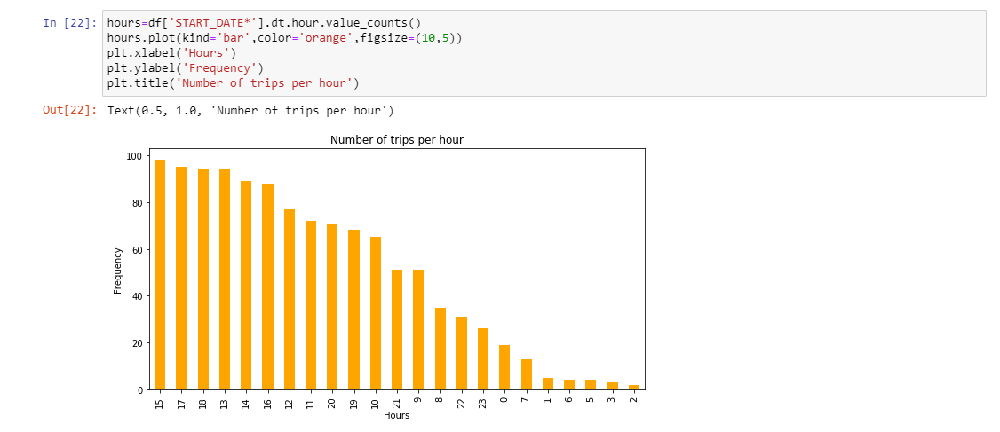 In [22]: hours=df['START_DATE*'].dt.hour.value_counts()
hours.plot(kind='bar',color='orange',figsize=(10,5))
plt.xlabel('Hours')
plt.ylabel('Frequency')
plt.title('Number of trips per hour')
Out[22]: Text(0.5, 1.0, 'Number of trips per hour')
Number of trips per hour
100
80
60
40
20
0
Frequency
15 17 18 13 14 16 12 11 20 19 10 21 9 8 22 23 0 7 1 6 5 3 2
Hours